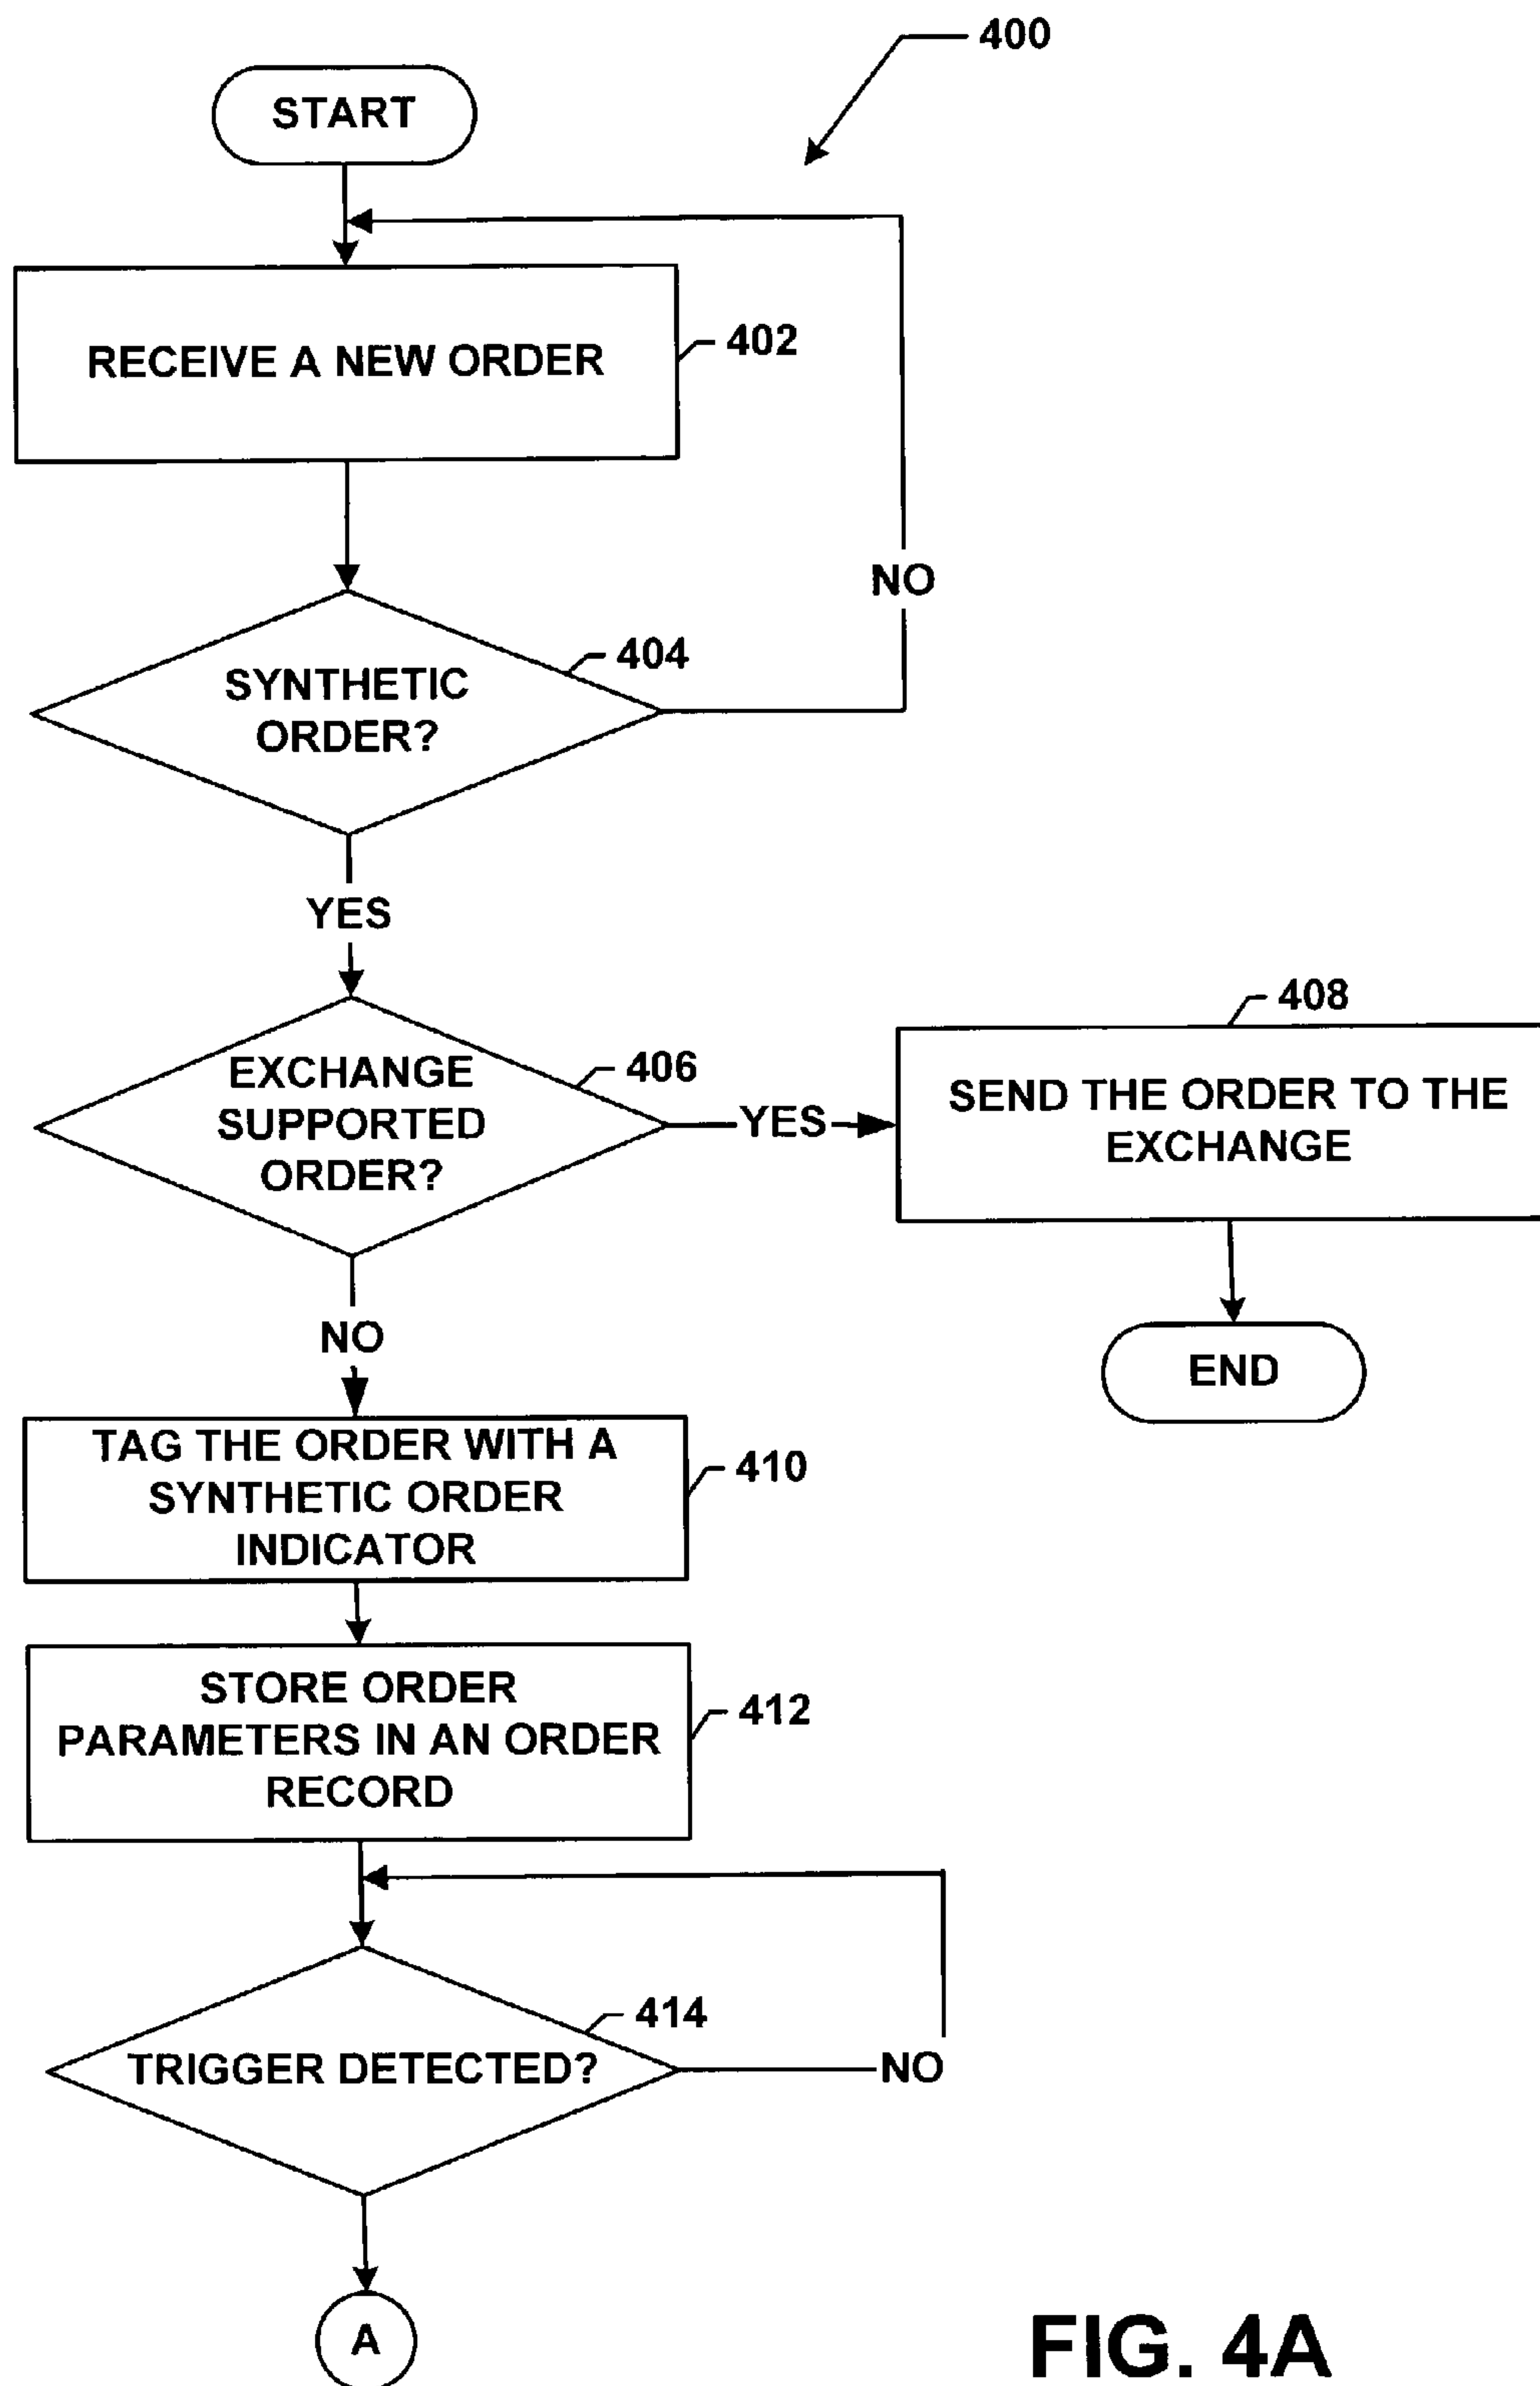 400
START
RECEIVE A NEW ORDER
402
NO
404
SYNTHETIC
ORDER?
YES
408
EXCHANGE
SUPPORTED
ORDER?
406
YES
SEND THE ORDER TO THE
EXCHANGE
NO
END
TAG THE ORDER WITH A
SYNTHETIC ORDER
INDICATOR
410
STORE ORDER
PARAMETERS IN AN ORDER
RECORD
412
414
TRIGGER DETECTED?
NO
A
FIG. 4A